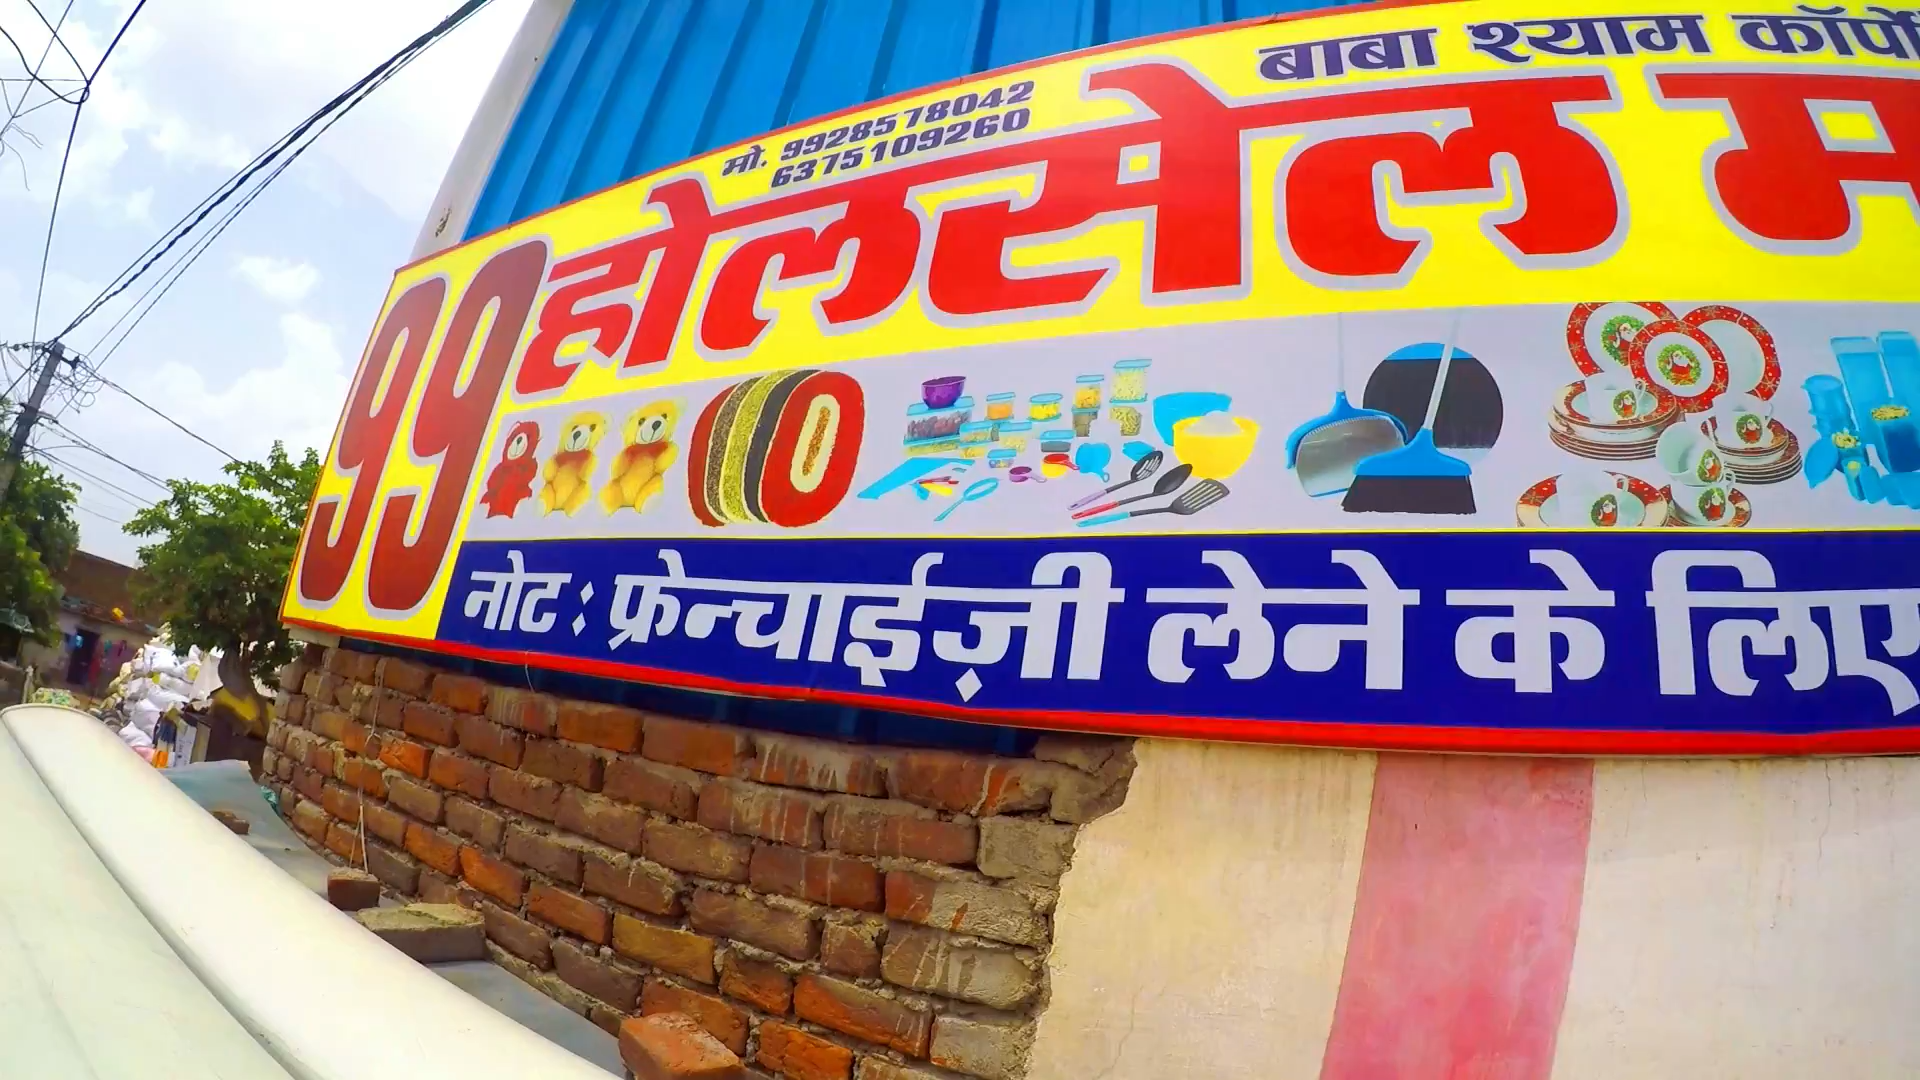 बाबा श्याम
मो. 9928578042
6375109260
99 होलसेल
नोट : फ्रेन्चाईज़ी लेने के लिए